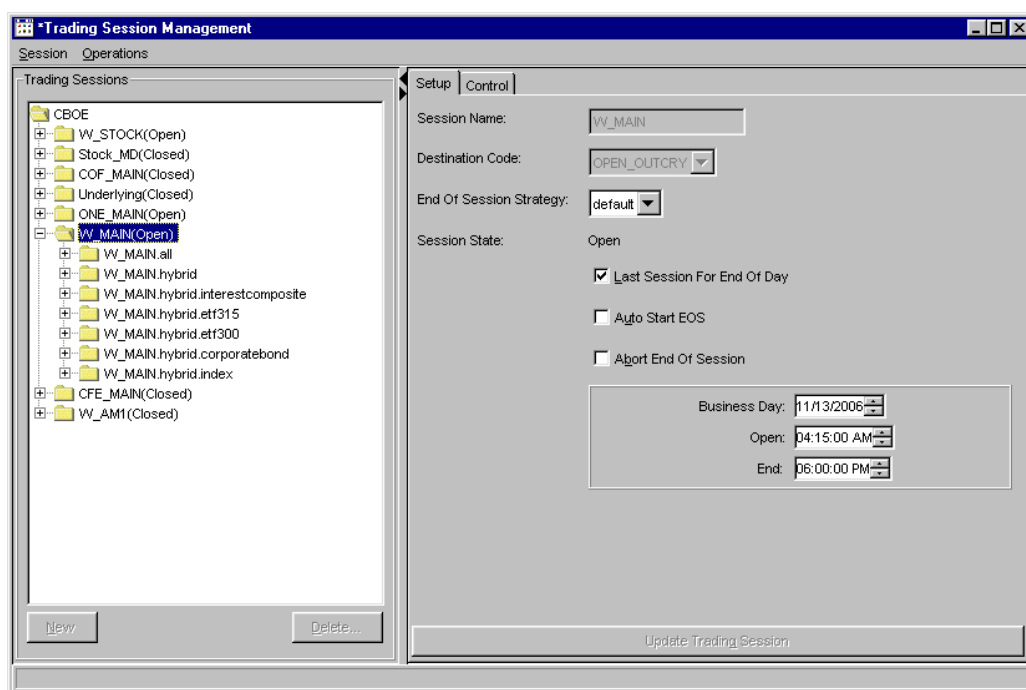 *Trading Session Management
Session Operations
Trading Sessions
CBOE
W_STOCK(Open)
Stock_MD(Closed)
COF_MAIN(Closed)
Underlying(Closed)
ONE_MAIN(Open)
W_MAIN(Open)
W_MAIN.all
W_MAIN.hybrid
W_MAIN.hybrid.interestcomposite
W_MAIN.hybrid.etf315
W_MAIN.hybrid.etf300
W_MAIN.hybrid.corporatebond
W_MAIN.hybrid.index
CFE_MAIN(Closed)
W_AM1(Closed)
New Delete...
Setup Control
Session Name: W_MAIN
Destination Code: OPEN_OUTCRY
End Of Session Strategy: default
Session State: Open
Last Session For End Of Day
Auto Start EOS
Abort End Of Session
Business Day: 11/13/2006
Open: 04:15:00 AM
End: 06:00:00 PM
Update Trading Session